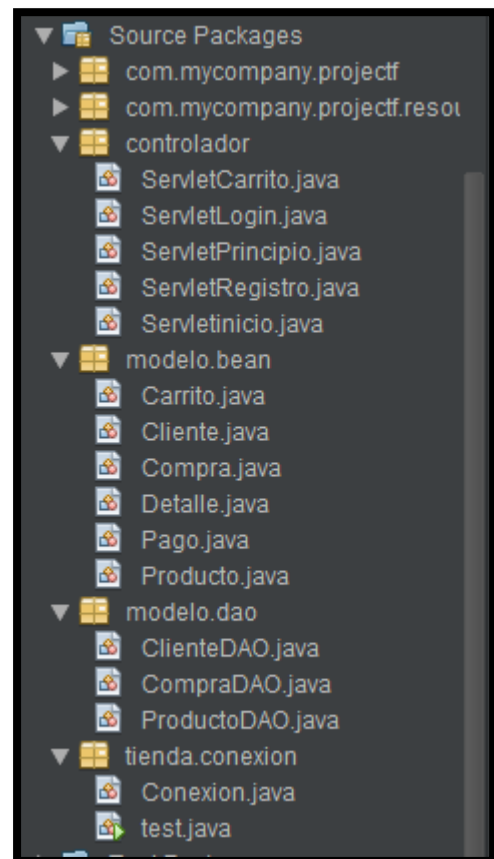 Source Packages
com.mycompany.projectf
com.mycompany.projectf.resou
controlador
ServletCarrito.java
ServletLogin.java
ServletPrincipio.java
ServletRegistro.java
Servletinicio.java
modelo.bean
Carrito.java
Cliente.java
Compra.java
Detalle.java
Pago.java
Producto.java
modelo.dao
ClienteDAO.java
CompraDAO.java
ProductoDAO.java
tienda.conexion
Conexion.java
test.java